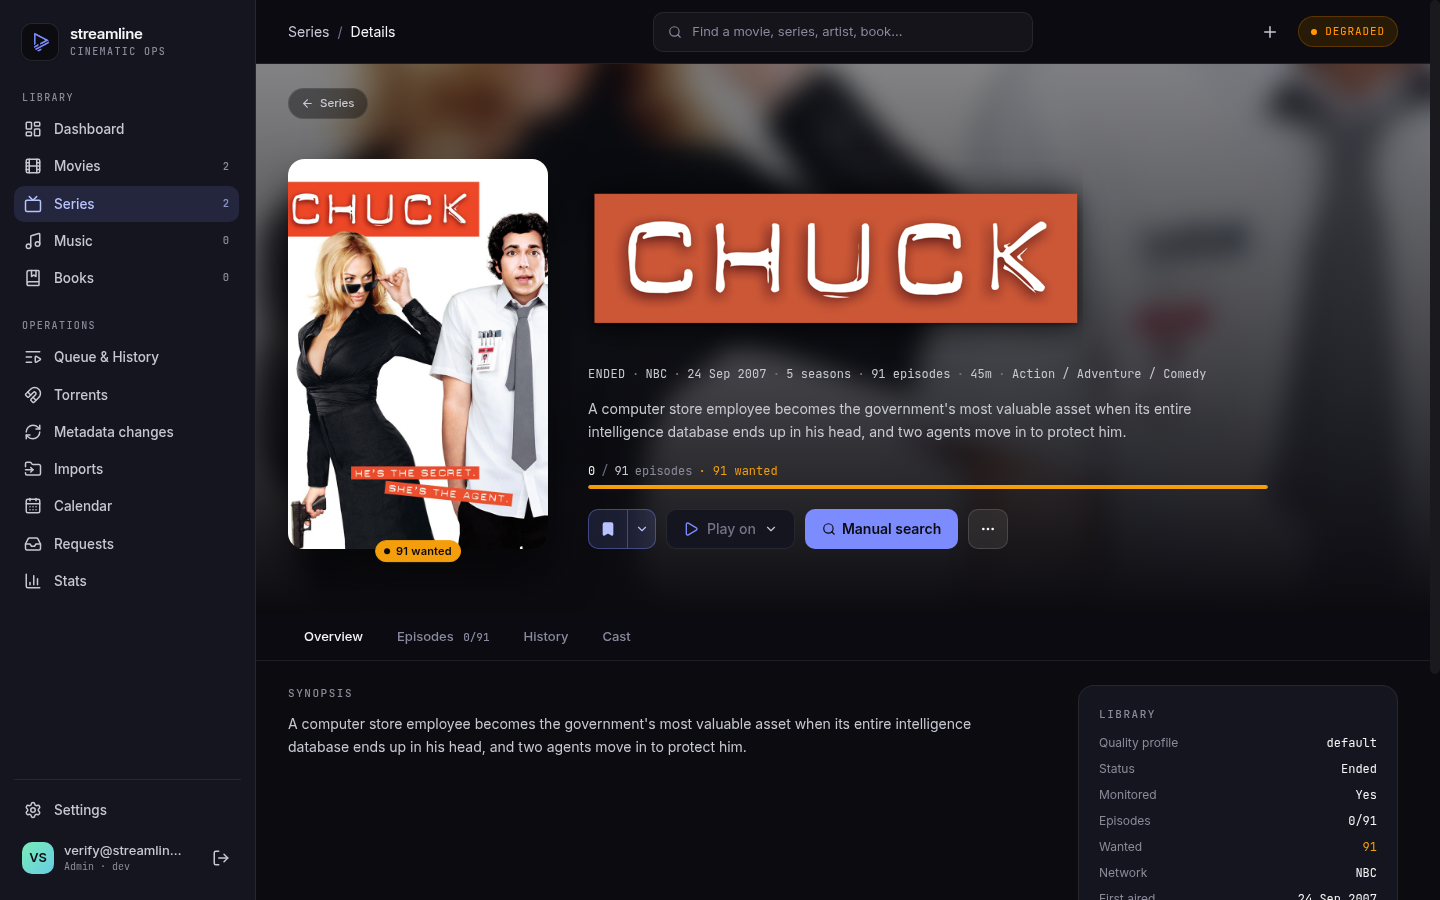 streamline
CINEMATIC OPS
LIBRARY
Dashboard
Movies 2
Series 2
Music 0
Books 0
OPERATIONS
Queue & History
Torrents
Metadata changes
Imports
Calendar
Requests
Stats
Settings
VS
verify@streamlin...
Admin · dev
Series / Details
Find a movie, series, artist, book...
DEGRADED
Series
CHUCK
HE'S THE SECRET.
SHE'S THE AGENT.
91 wanted
CHUCK
ENDED · NBC · 24 Sep 2007 · 5 seasons · 91 episodes · 45m · Action / Adventure / Comedy
A computer store employee becomes the government's most valuable asset when its entire
intelligence database ends up in his head, and two agents move in to protect him.
0 / 91 episodes · 91 wanted
Play on
Manual search
Overview
Episodes 0/91
History
Cast
SYNOPSIS
A computer store employee becomes the government's most valuable asset when its entire intelligence
database ends up in his head, and two agents move in to protect him.
LIBRARY
Quality profile default
Status Ended
Monitored Yes
Episodes 0/91
Wanted 91
Network NBC
First aired 24 Sep 2007